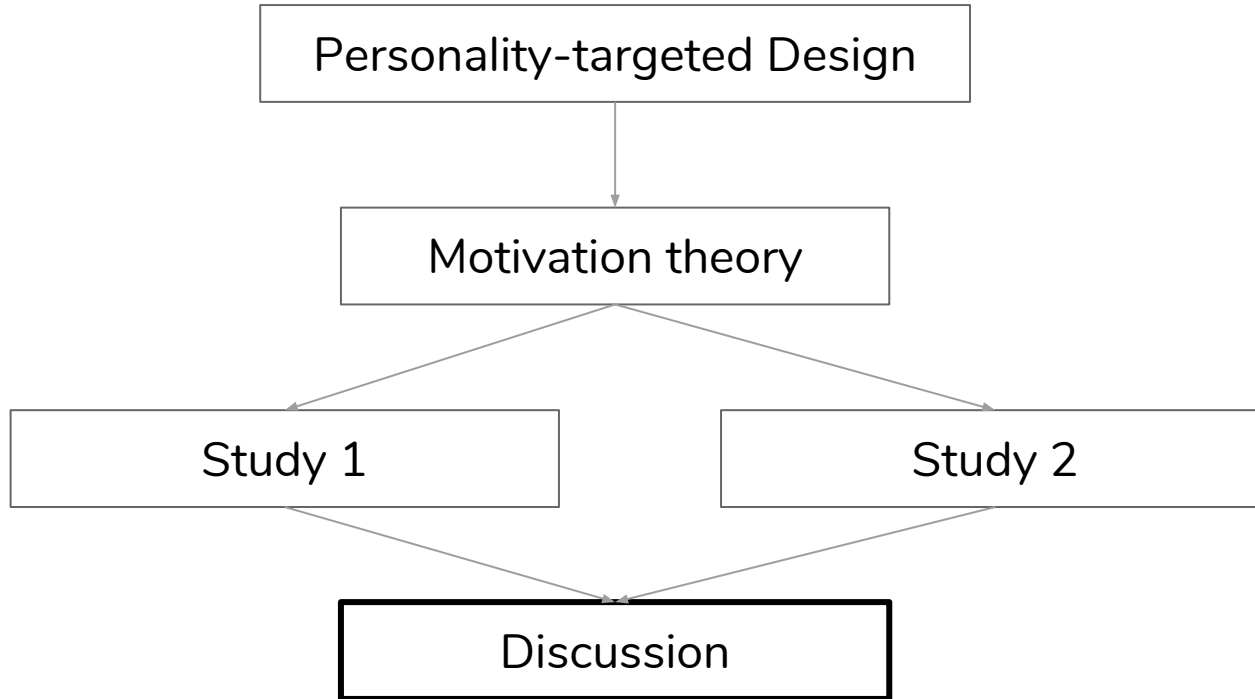 Personality-targeted Design
Motivation theory
Study 1
Study 2
Discussion